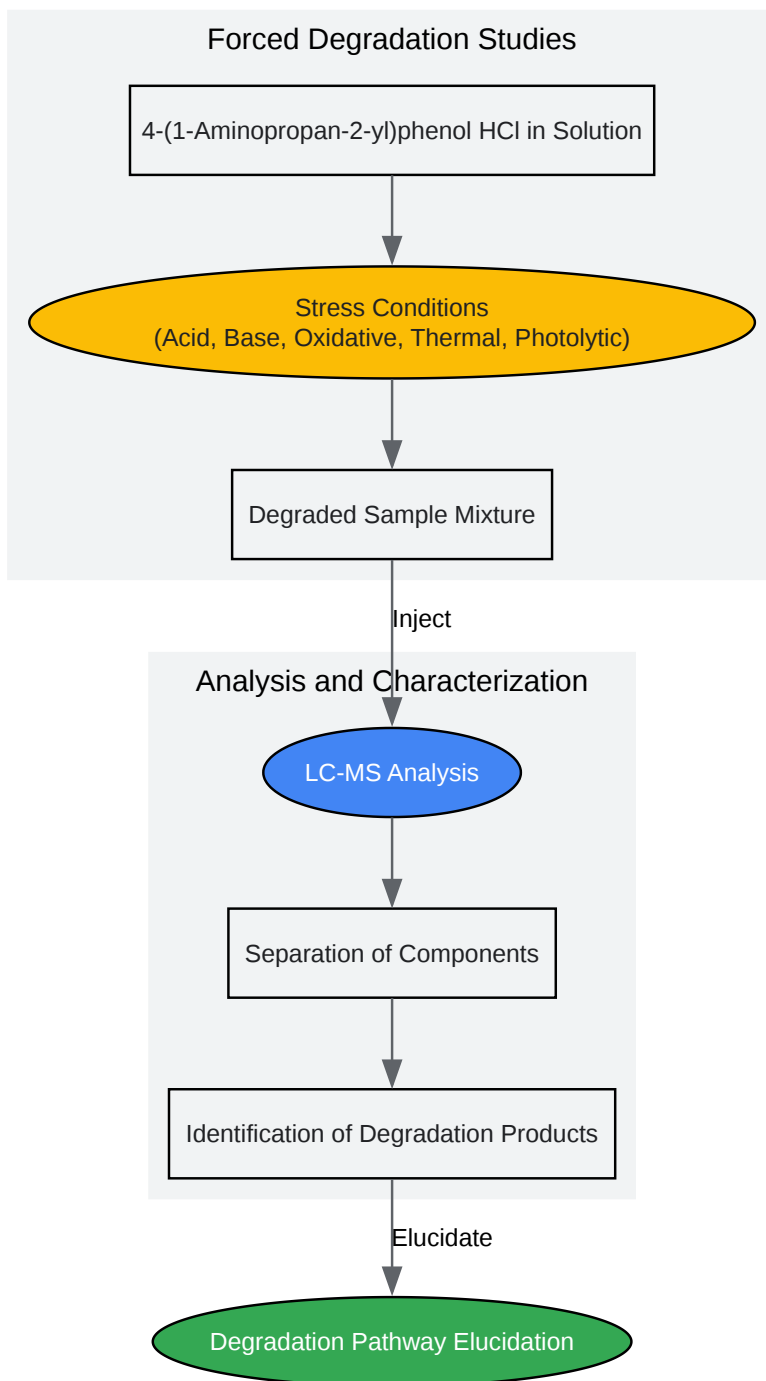 Forced Degradation Studies
4-(1-Aminopropan-2-yl)phenol HCl in Solution
Stress Conditions
(Acid, Base, Oxidative, Thermal, Photolytic)
Degraded Sample Mixture
Inject
Analysis and Characterization
LC-MS Analysis
Separation of Components
Identification of Degradation Products
Elucidate
Degradation Pathway Elucidation